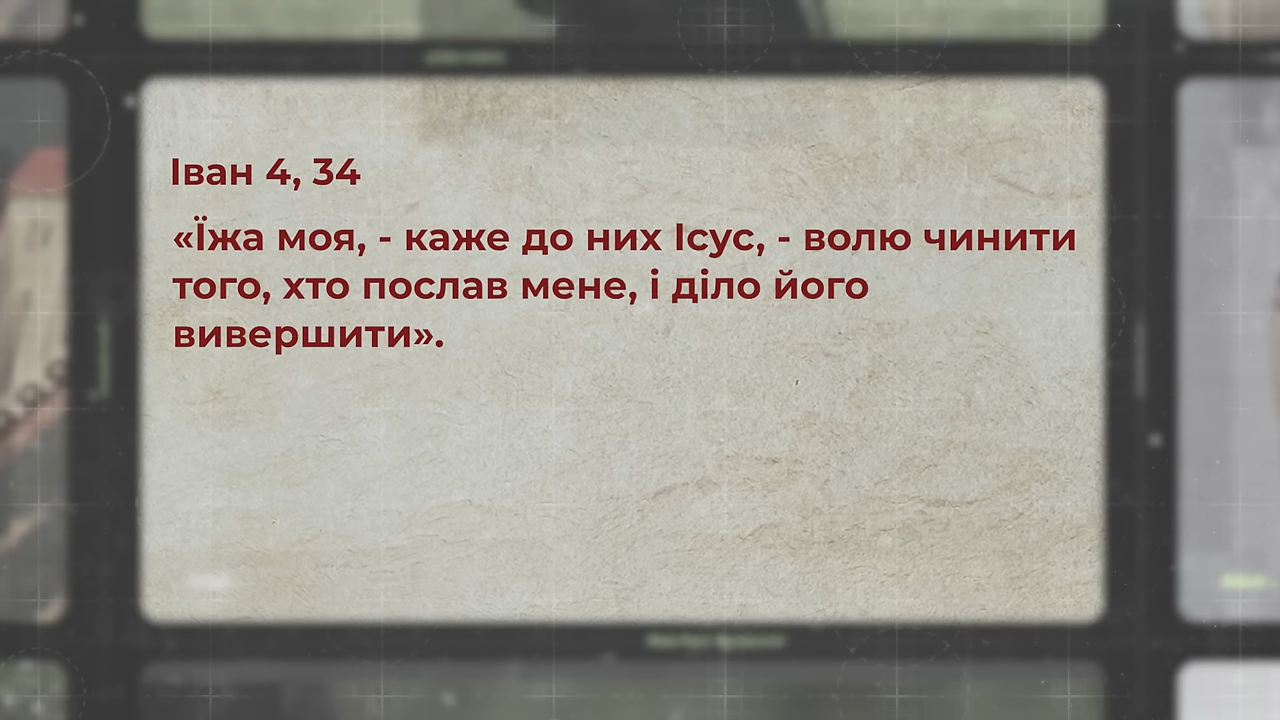 Іван 4, 34
«Їжа моя, - каже до них Ісус, - волю чинити
того, хто послав мене, і діло його
вивершити».